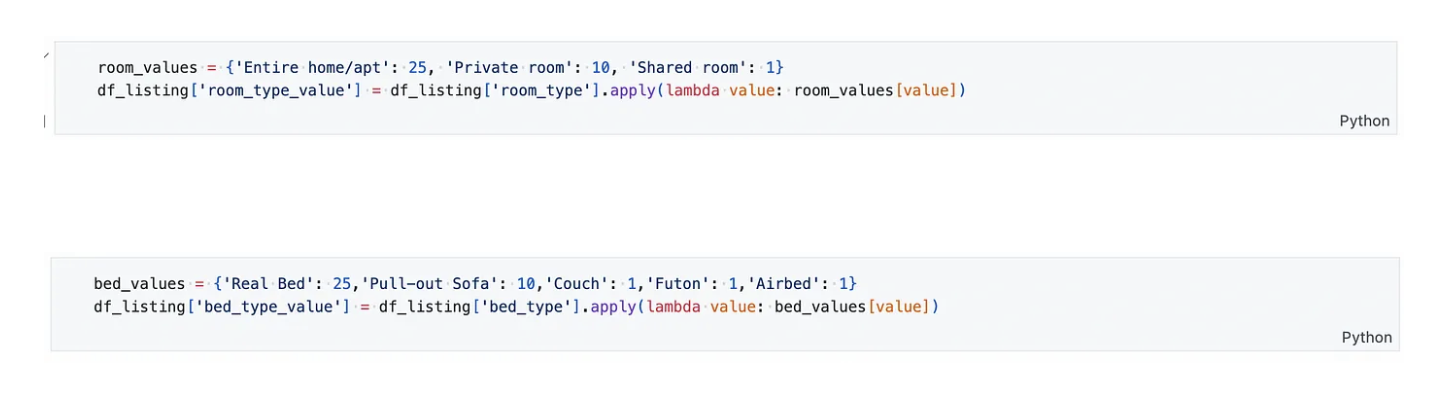 room_values = {'Entire home/apt': 25, 'Private room': 10, 'Shared room': 1}
df_listing['room_type_value'] = df_listing['room_type'].apply(lambda value: room_values[value])
Python
bed_values = {'Real Bed': 25,'Pull-out Sofa': 10,'Couch': 1,'Futon': 1,'Airbed': 1}
df_listing['bed_type_value'] = df_listing['bed_type'].apply(lambda value: bed_values[value])
Python